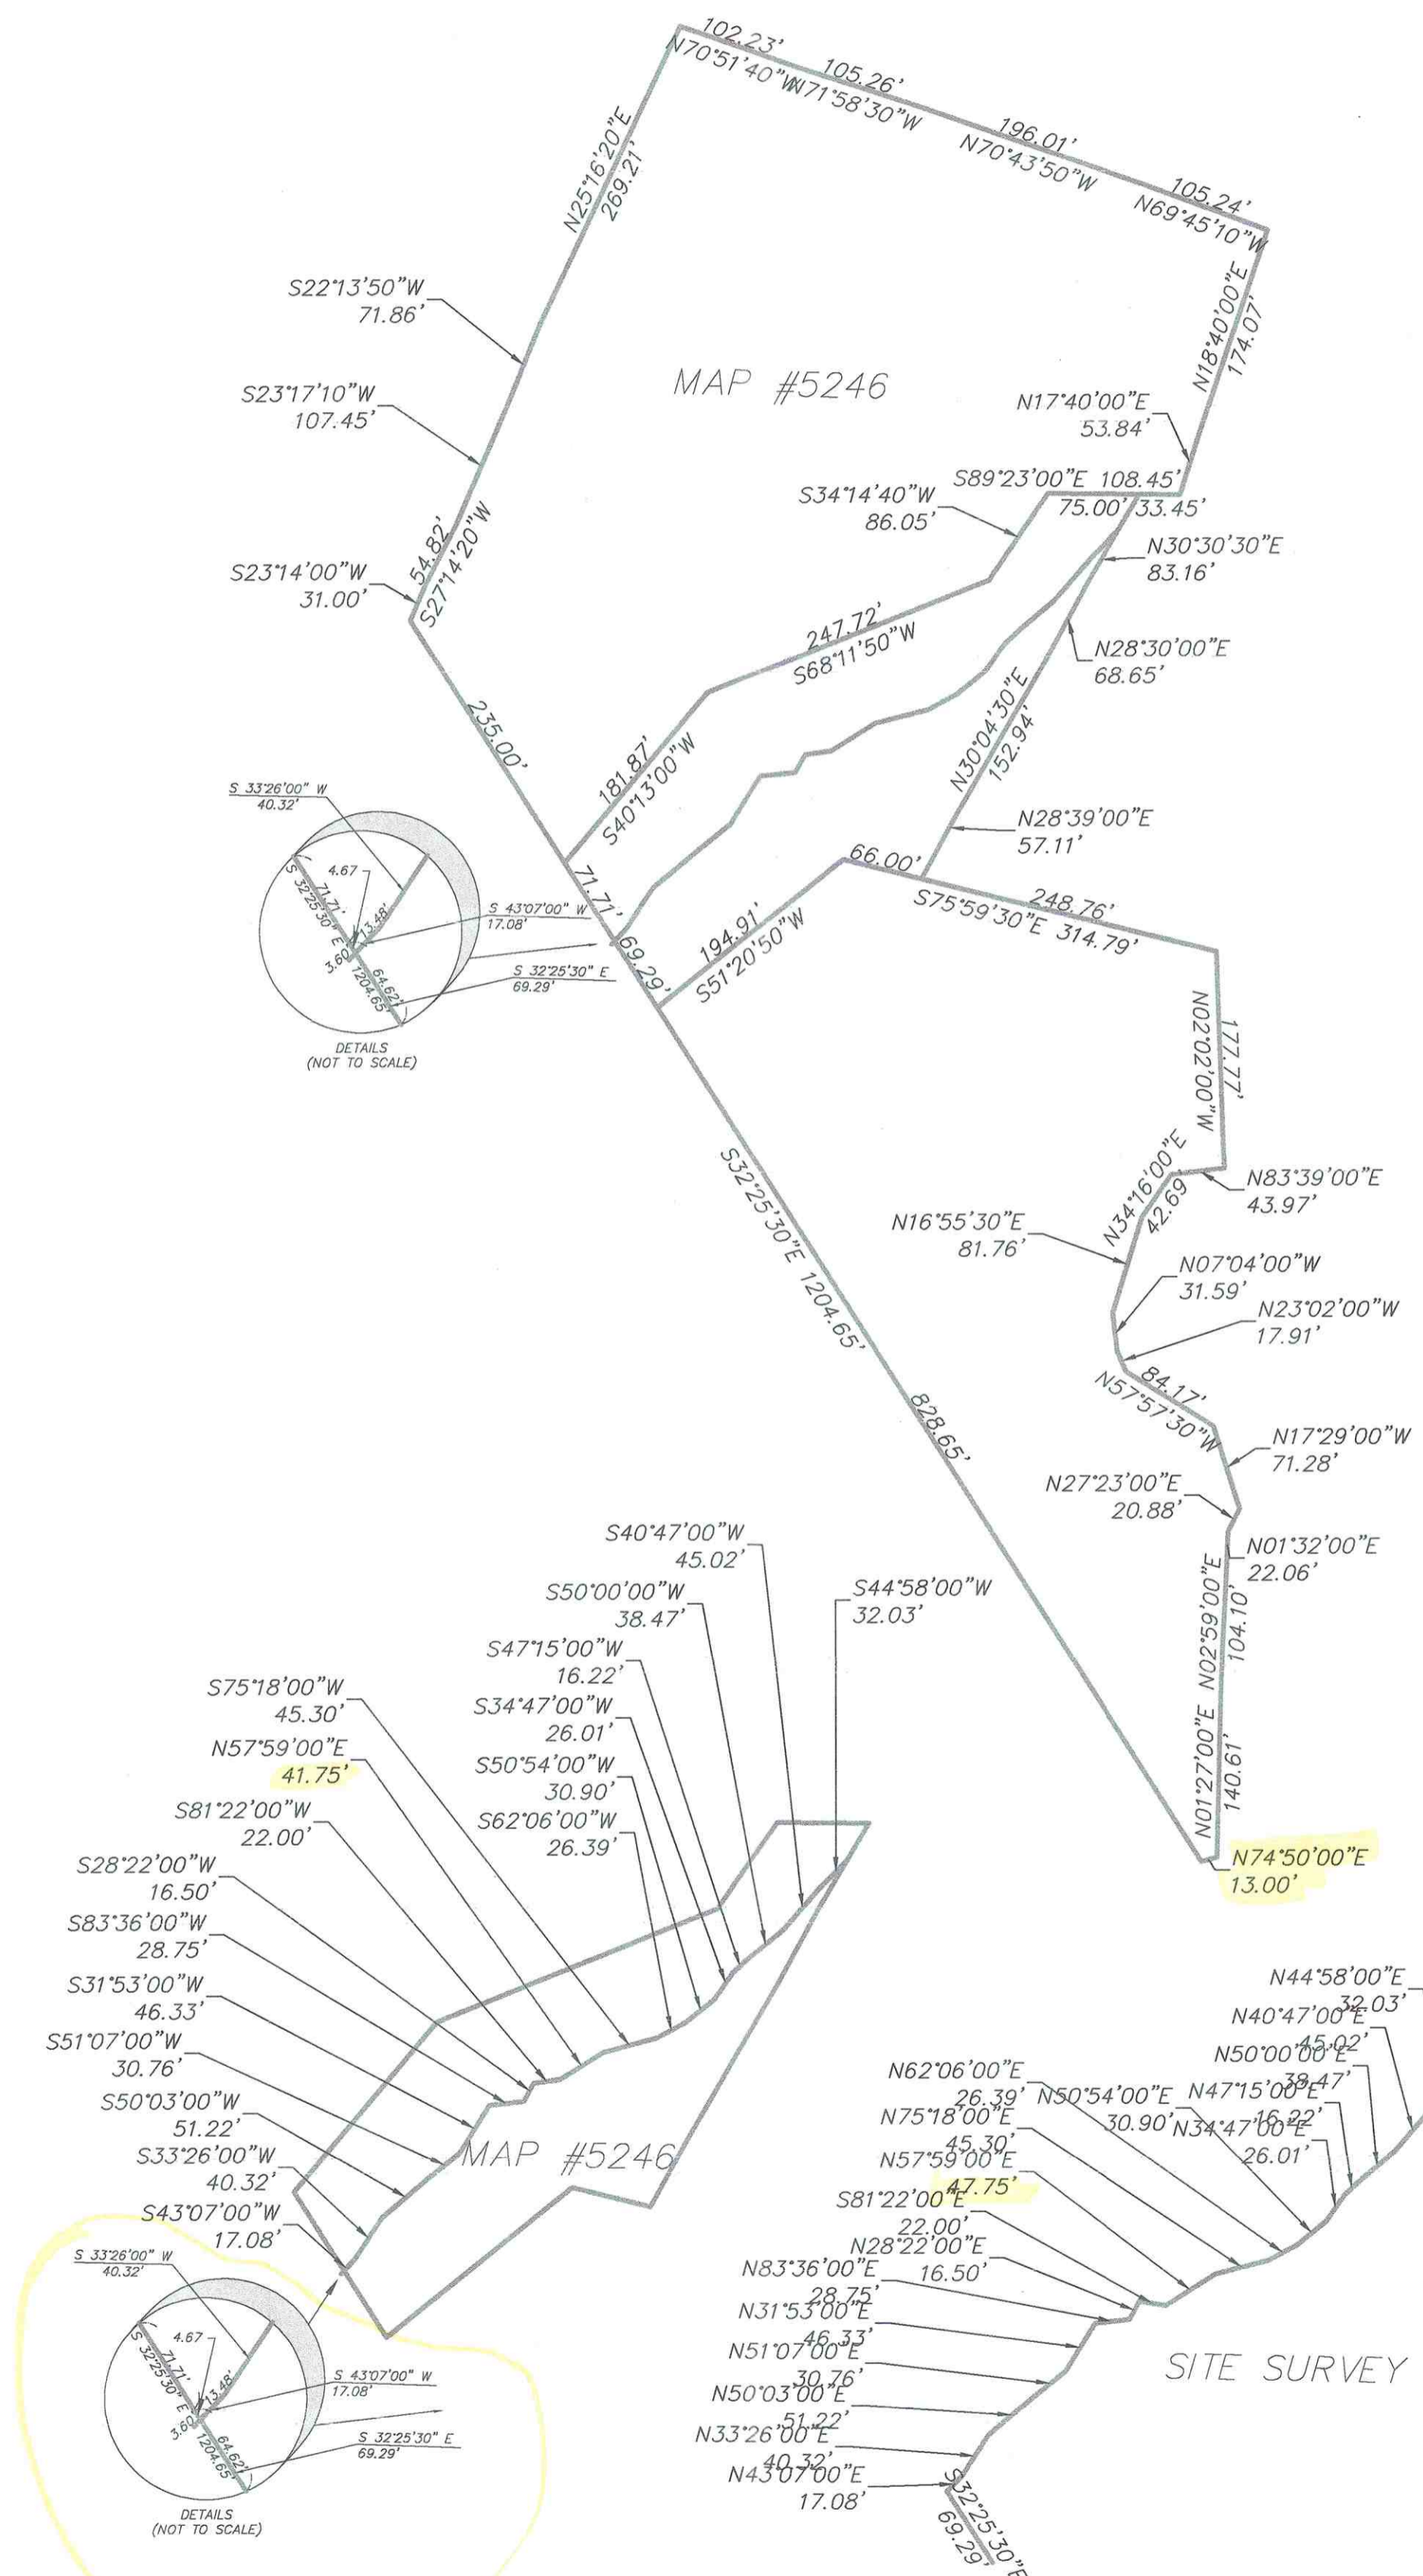 102.23'
N70°51'40"W
105.26'
N71°58'30"W
196.01'
N70°43'50"W
105.24'
N69°45'10"W
N25°16'20"E
269.21'
N18°40'00"E
174.07'
S22°13'50"W
71.86'
MAP #5246
S23°17'10"W
107.45'
N17°40'00"E
53.84'
S89°23'00"E 108.45'
75.00' 33.45'
S34°14'40"W
86.05'
54.82'
S27°14'20"W
N30°30'30"E
83.16'
S23°14'00"W
31.00'
247.72'
S68°11'50"W
N28°30'00"E
68.65'
235.00'
N30°04'30"E
152.94'
181.87'
S40°13'00"W
S 33°26'00" W
40.32'
N28°39'00"E
57.11'
4.67
71.71'
S 32°25'30" E
13.48'
S 43°07'00" W
17.08'
3.60
64.62'
1204.65'
S 32°25'30" E
69.29'
DETAILS
(NOT TO SCALE)
71.71'
66.00'
248.76'
S75°59'30"E 314.79'
69.29'
194.91'
S51°20'50"W
N02°02'00"W
177.77'
S32°25'30"E 1204.65'
N34°16'00"E
42.69'
N83°39'00"E
43.97'
N16°55'30"E
81.76'
N07°04'00"W
31.59'
N23°02'00"W
17.91'
84.17'
N57°57'30"W
828.65'
N17°29'00"W
71.28'
N27°23'00"E
20.88'
N01°32'00"E
22.06'
N02°59'00"E
104.10'
N01°27'00"E
140.61'
N74°50'00"E
13.00'
S40°47'00"W
45.02'
S44°58'00"W
32.03'
S50°00'00"W
38.47'
S47°15'00"W
16.22'
S75°18'00"W
45.30'
S34°47'00"W
26.01'
N57°59'00"E
41.75'
S50°54'00"W
30.90'
S81°22'00"W
22.00'
S62°06'00"W
26.39'
S28°22'00"W
16.50'
S83°36'00"W
28.75'
S31°53'00"W
46.33'
S51°07'00"W
30.76'
S50°03'00"W
51.22'
MAP #5246
S33°26'00"W
40.32'
S43°07'00"W
17.08'
S 33°26'00" W
40.32'
4.67
71.71'
S 32°25'30" E
13.48'
S 43°07'00" W
17.08'
3.60
64.62'
1204.65'
S 32°25'30" E
69.29'
DETAILS
(NOT TO SCALE)
N44°58'00"E
32.03'
N40°47'00"E
45.02'
N50°00'00"E
38.47'
N62°06'00"E
26.39'
N50°54'00"E
30.90'
N47°15'00"E
16.22'
N34°47'00"E
26.01'
N75°18'00"E
45.30'
N57°59'00"E
47.75'
S81°22'00"E
22.00'
N28°22'00"E
16.50'
N83°36'00"E
28.75'
N31°53'00"E
46.33'
N51°07'00"E
30.76'
N50°03'00"E
51.22'
N33°26'00"E
40.32'
N43°07'00"E
17.08'
SITE SURVEY
S32°25'30"E
69.29'